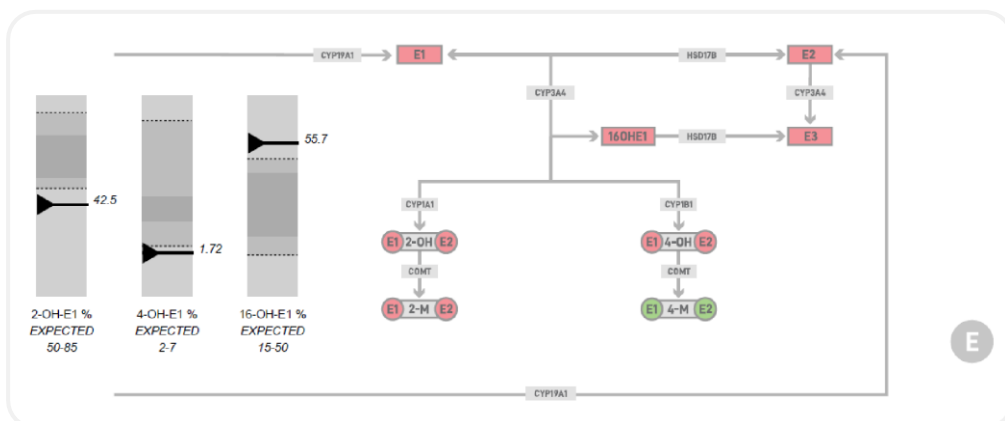 CYP19A1
E1
HSD17B
E2
CYP3A4
CYP3A4
16OHE1
HSD17B
E3
55.7
42.5
1.72
CYP1A1
CYP1B1
E1 2-OH E2
E1 4-OH E2
COMT
COMT
E1 2-M E2
E1 4-M E2
2-OH-E1 %
EXPECTED
50-85
4-OH-E1 %
EXPECTED
2-7
16-OH-E1 %
EXPECTED
15-50
E
CYP19A1